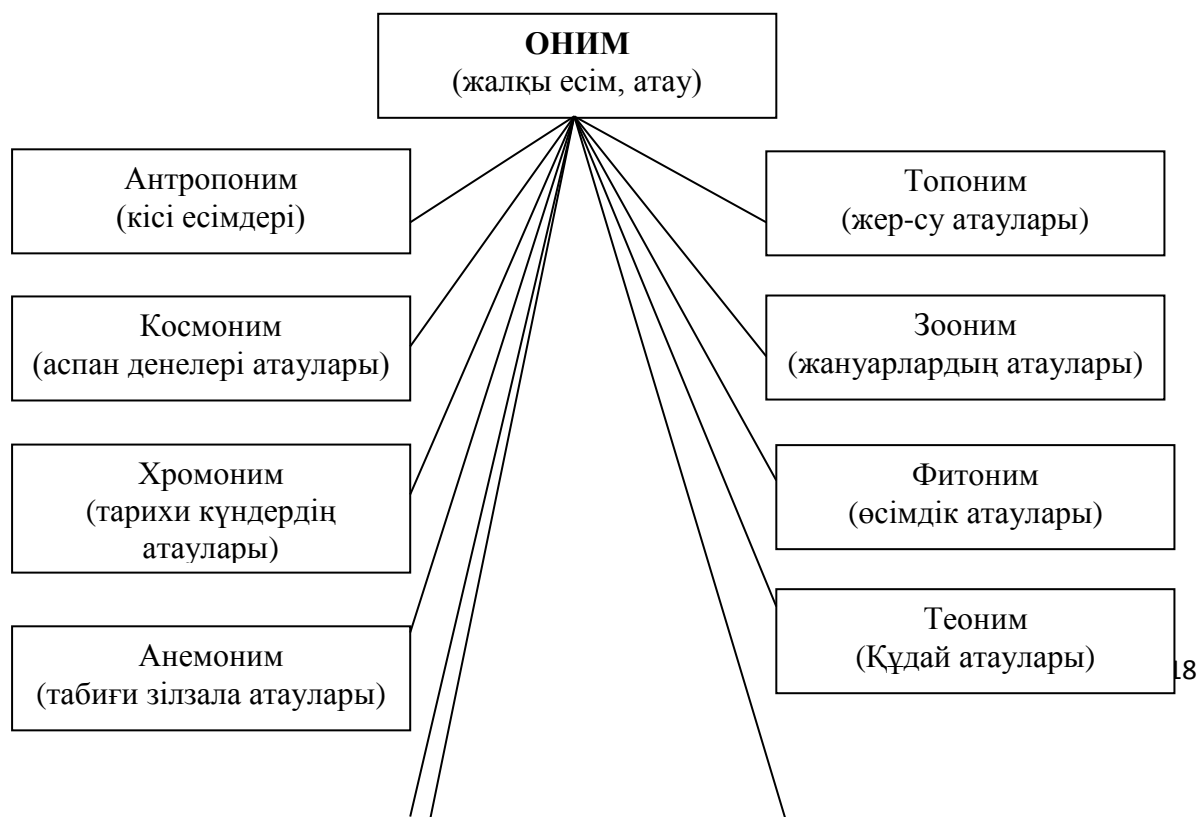 ОНИМ
(жалқы есім, атау)
Антропоним
(кісі есімдері)
Топоним
(жер-су атаулары)
Космоним
(аспан денелері атаулары)
Зооним
(жануарлардың атаулары)
Хромоним
(тарихи күндердің
атаулары)
Фитоним
(өсімдік атаулары)
Анемоним
(табиғи зілзала атаулары)
Теоним
(Құдай атаулары)
18